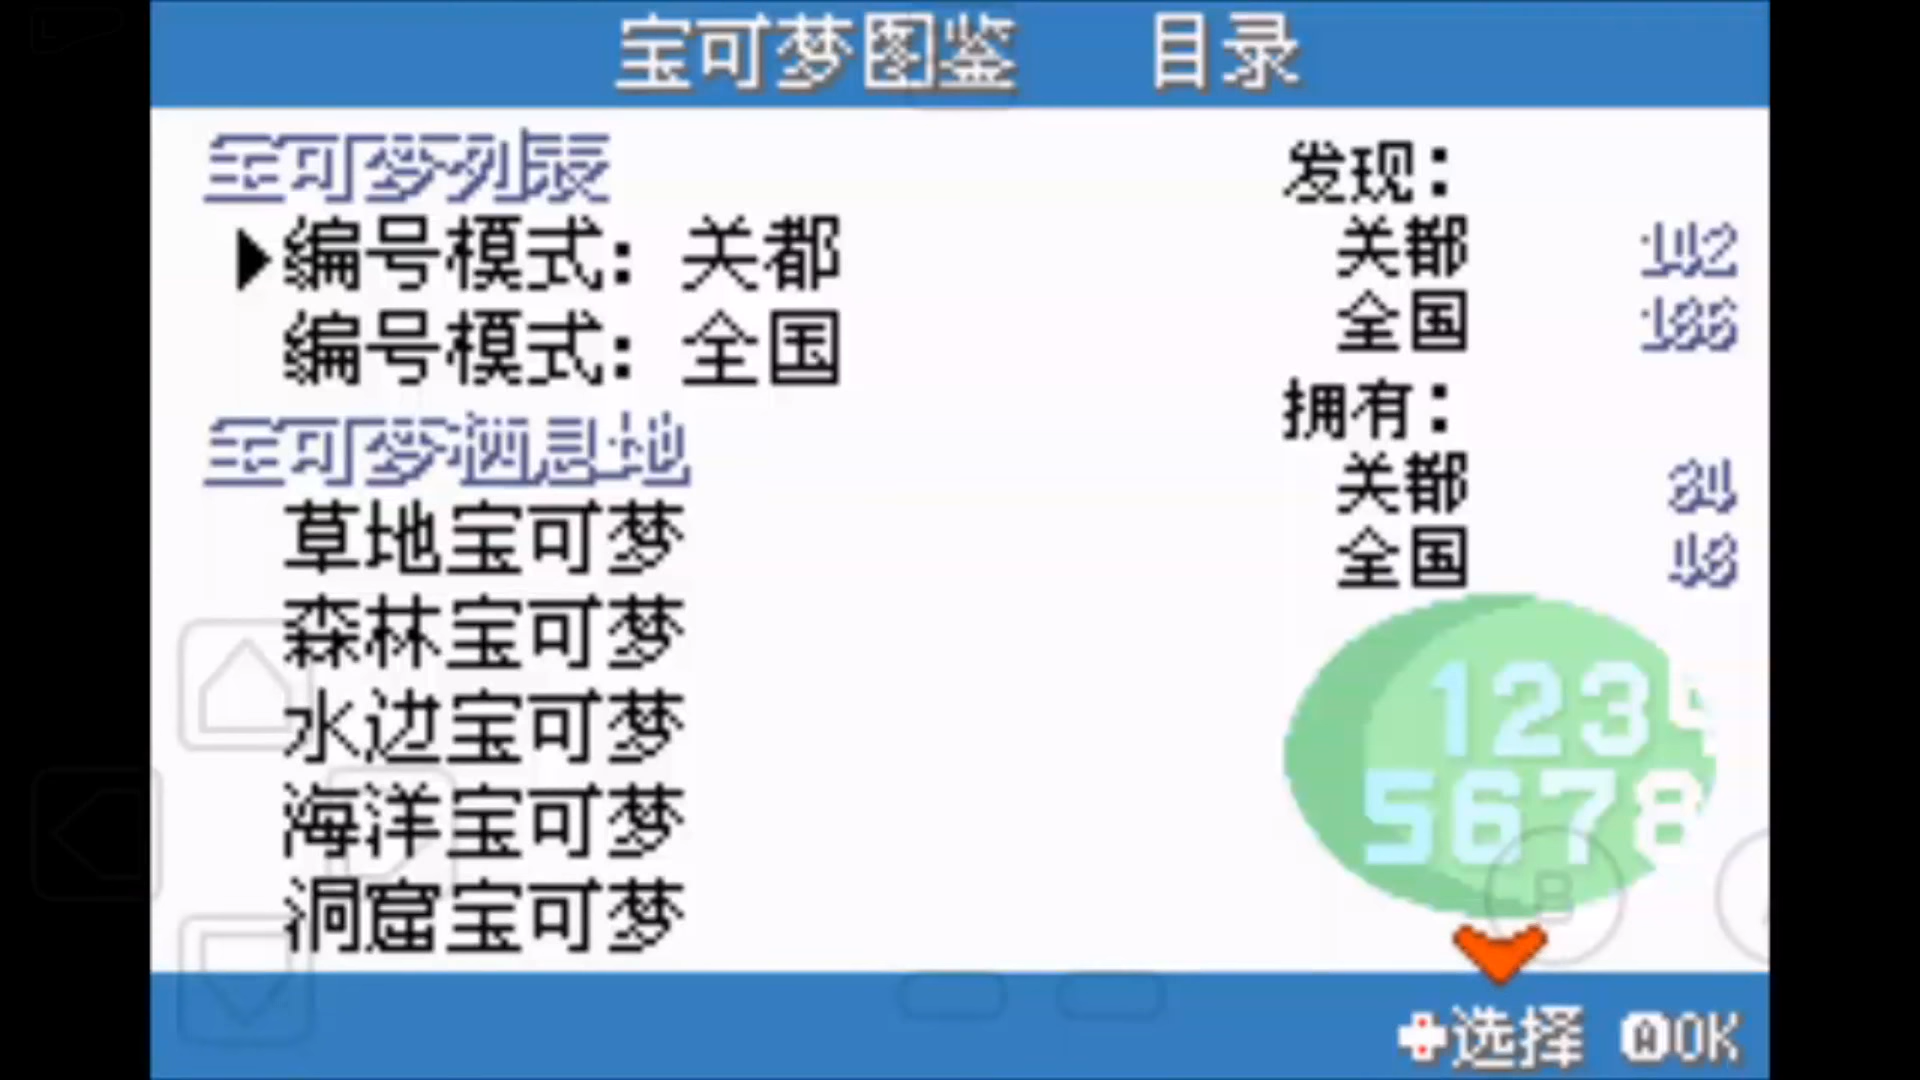 宝可梦图鉴 目录
宝可梦列表
▶编号模式：关都
编号模式：全国
宝可梦栖息地
草地宝可梦
森林宝可梦
水边宝可梦
海洋宝可梦
洞窟宝可梦
发现：
关都 142
全国
拥有：
关都
全国
1234
5678
B
选择 AOK